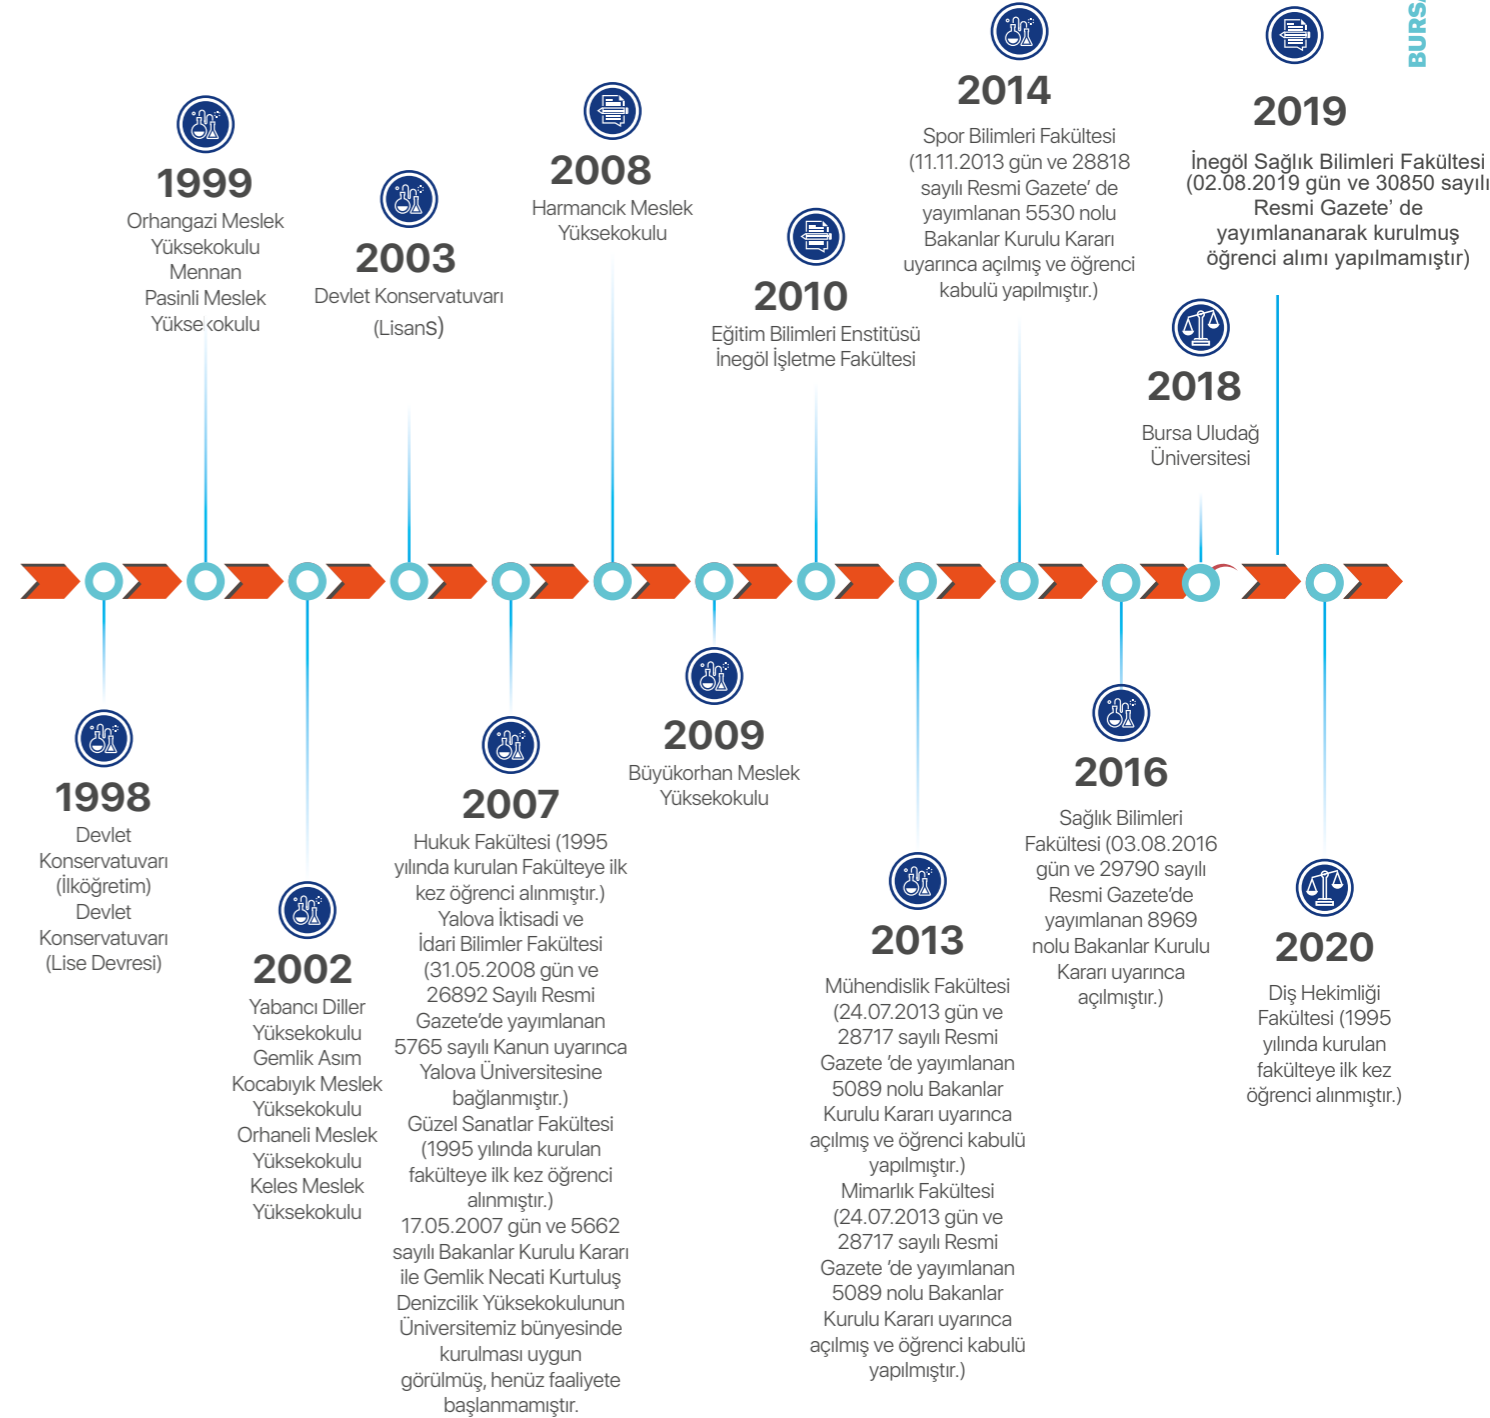 BURSA
1999
Orhangazi Meslek
Yüksekokulu
Mennan
Pasinli Meslek
Yüksekokulu
2003
Devlet Konservatuvarı
(LisanS)
2008
Harmancık Meslek
Yüksekokulu
2010
Eğitim Bilimleri Enstitüsü
İnegöl İşletme Fakültesi
2014
Spor Bilimleri Fakültesi
(11.11.2013 gün ve 28818
sayılı Resmi Gazete’ de
yayımlanan 5530 nolu
Bakanlar Kurulu Kararı
uyarınca açılmış ve öğrenci
kabulü yapılmıştır.)
2018
Bursa Uludağ
Üniversitesi
2019
İnegöl Sağlık Bilimleri Fakültesi
(02.08.2019 gün ve 30850 sayılı
Resmi Gazete’ de
yayımlananarak kurulmuş
öğrenci alımı yapılmamıştır)
1998
Devlet
Konservatuvarı
(İlköğretim)
Devlet
Konservatuvarı
(Lise Devresi)
2002
Yabancı Diller
Yüksekokulu
Gemlik Asım
Kocabıyık Meslek
Yüksekokulu
Orhaneli Meslek
Yüksekokulu
Keles Meslek
Yüksekokulu
2007
Hukuk Fakültesi (1995
yılında kurulan Fakülteye ilk
kez öğrenci alınmıştır.)
Yalova İktisadi ve
İdari Bilimler Fakültesi
(31.05.2008 gün ve
26892 Sayılı Resmi
Gazete’de yayımlanan
5765 sayılı Kanun uyarınca
Yalova Üniversitesine
bağlanmıştır.)
Güzel Sanatlar Fakültesi
(1995 yılında kurulan
fakülteye ilk kez öğrenci
alınmıştır.)
17.05.2007 gün ve 5662
sayılı Bakanlar Kurulu Kararı
ile Gemlik Necati Kurtuluş
Denizcilik Yüksekokulunun
Üniversitemiz bünyesinde
kurulması uygun
görülmüş, henüz faaliyete
başlanmamıştır.
2009
Büyükorhan Meslek
Yüksekokulu
2013
Mühendislik Fakültesi
(24.07.2013 gün ve
28717 sayılı Resmi
Gazete ’de yayımlanan
5089 nolu Bakanlar
Kurulu Kararı uyarınca
açılmış ve öğrenci kabulü
yapılmıştır.)
Mimarlık Fakültesi
(24.07.2013 gün ve
28717 sayılı Resmi
Gazete ’de yayımlanan
5089 nolu Bakanlar
Kurulu Kararı uyarınca
açılmış ve öğrenci kabulü
yapılmıştır.)
2016
Sağlık Bilimleri
Fakültesi (03.08.2016
gün ve 29790 sayılı
Resmi Gazete’de
yayımlanan 8969
nolu Bakanlar Kurulu
Kararı uyarınca
açılmıştır.)
2020
Diş Hekimliği
Fakültesi (1995
yılında kurulan
fakülteye ilk kez
öğrenci alınmıştır.)